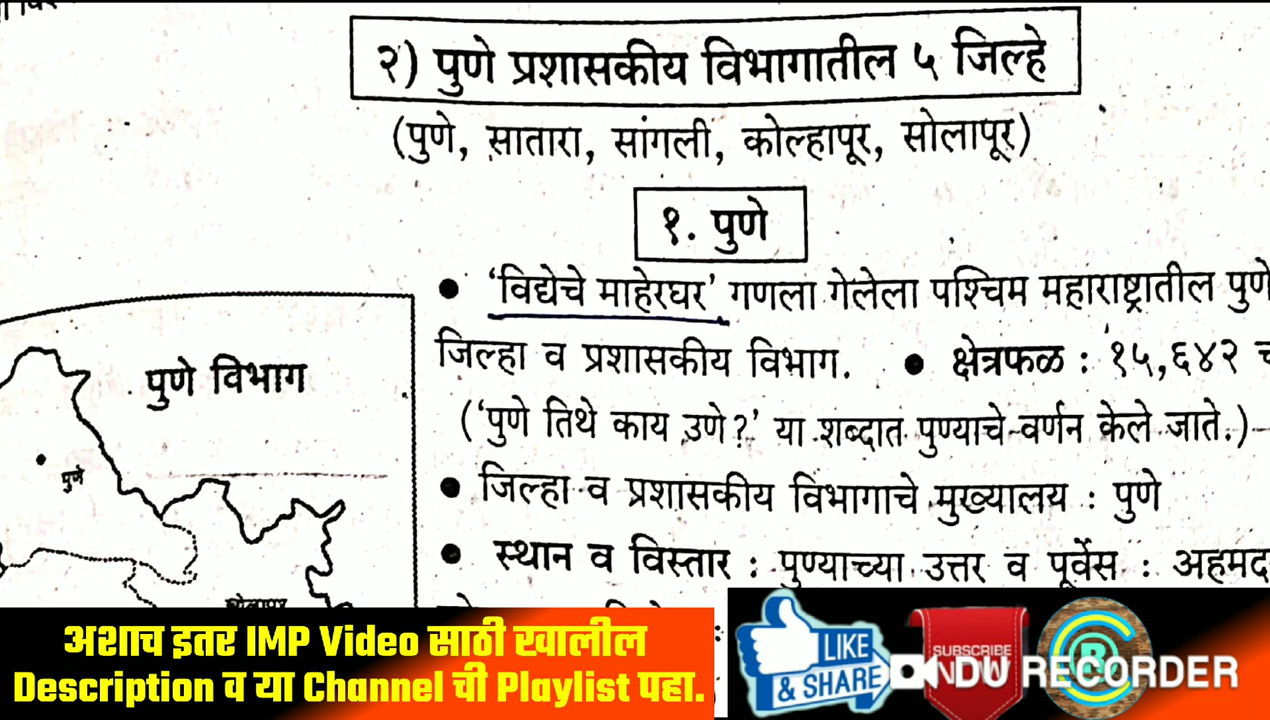 २) पुणे प्रशासकीय विभागातील ५ जिल्हे
(पुणे, सातारा, सांगली, कोल्हापूर, सोलापूर)
१. पुणे
• 'विद्येचे माहेरघर' गणला गेलेला पश्चिम महाराष्ट्रातील पुणे
जिल्हा व प्रशासकीय विभाग. • क्षेत्रफळ : १५,६४२
('पुणे तिथे काय उणे?' या शब्दात पुण्याचे वर्णन केले जाते.)
• जिल्हा व प्रशासकीय विभागाचे मुख्यालय : पुणे
• स्थान व विस्तार : पुण्याच्या उत्तर व पूर्वेस : अहमद
पुणे विभाग
पुणे
सोलापूर
अशाच इतर IMP Video साठी खालील
Description व या Channel ची Playlist पहा.
LIKE
& SHARE
SUBSCRIBE
DU RECORDER